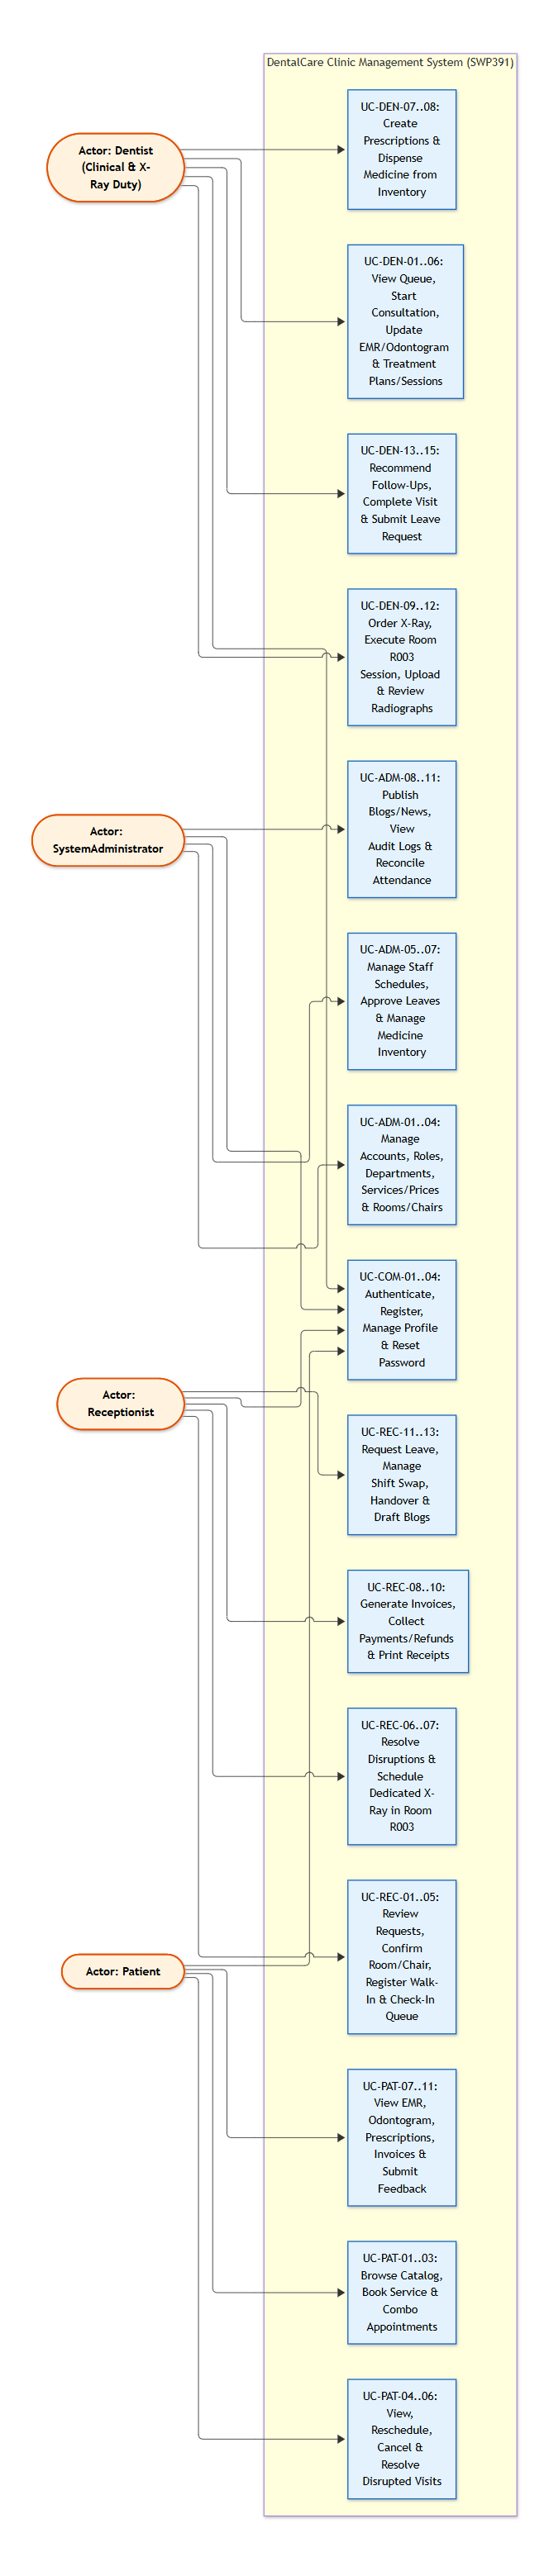 DentalCare Clinic Management System (SWP391)
UC-DEN-07..08:
Create
Prescriptions &
Dispense
Medicine from
Inventory
Actor: Dentist
(Clinical & X-
Ray Duty)
UC-DEN-01..06:
View Queue,
Start
Consultation,
Update
EMR/Odontogram
& Treatment
Plans/Sessions
UC-DEN-13..15:
Recommend
Follow-Ups,
Complete Visit
& Submit Leave
Request
UC-DEN-09..12:
Order X-Ray,
Execute Room
R003
Session, Upload
& Review
Radiographs
UC-ADM-08..11:
Publish
Blogs/News,
View
Audit Logs &
Reconcile
Attendance
Actor:
SystemAdministrator
UC-ADM-05..07:
Manage Staff
Schedules,
Approve Leaves
& Manage
Medicine
Inventory
UC-ADM-01..04:
Manage
Accounts, Roles,
Departments,
Services/Prices
& Rooms/Chairs
UC-COM-01..04:
Authenticate,
Register,
Manage Profile
& Reset
Password
Actor:
Receptionist
UC-REC-11..13:
Request Leave,
Manage
Shift Swap,
Handover &
Draft Blogs
UC-REC-08..10:
Generate Invoices,
Collect
Payments/Refunds
& Print Receipts
UC-REC-06..07:
Resolve
Disruptions &
Schedule
Dedicated X-
Ray in Room
R003
UC-REC-01..05:
Review
Requests,
Confirm
Room/Chair,
Register Walk-
In & Check-In
Queue
Actor: Patient
UC-PAT-07..11:
View EMR,
Odontogram,
Prescriptions,
Invoices &
Submit
Feedback
UC-PAT-01..03:
Browse Catalog,
Book Service &
Combo
Appointments
UC-PAT-04..06:
View,
Reschedule,
Cancel &
Resolve
Disrupted Visits